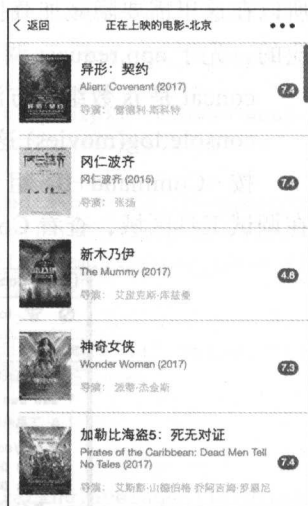 返回
正在上映的电影-北京
异形：契约
Alien: Covenant (2017)
7.4
导演： 雷德利·斯科特
冈仁波齐
冈仁波齐 (2015)
7.4
导演： 张杨
新木乃伊
The Mummy (2017)
4.8
导演： 艾里克斯·库兹曼
神奇女侠
Wonder Woman (2017)
7.3
导演： 派蒂·杰金斯
加勒比海盗5：死无对证
Pirates of the Caribbean: Dead Men Tell
No Tales (2017)
7.4
导演： 艾斯彭·山德伯格 乔阿吉姆·罗恩尼